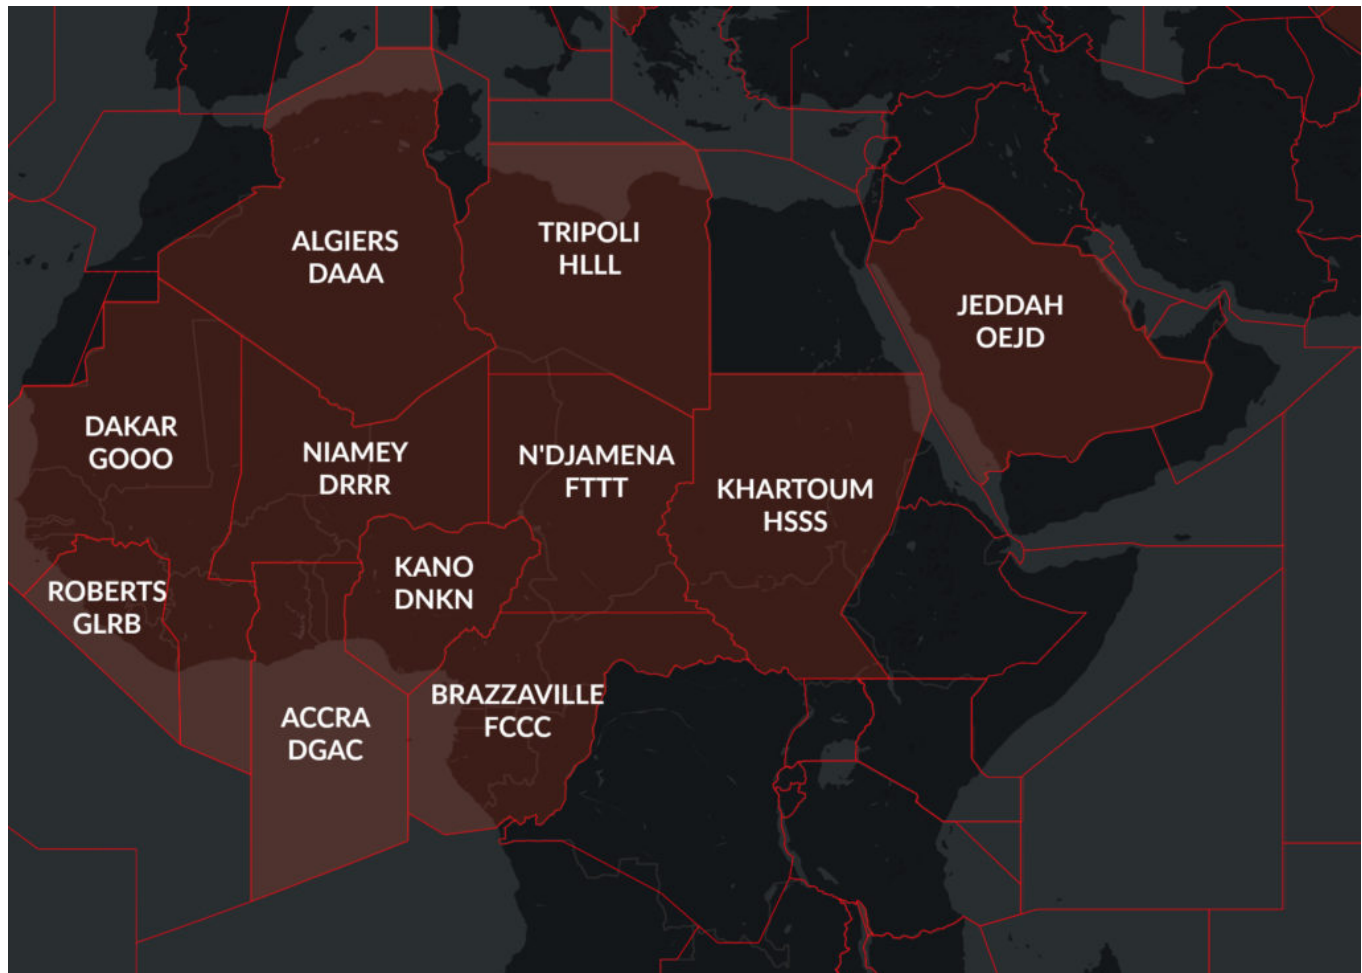 ALGIERS
DAAA
TRIPOLI
HLLL
JEDDAH
OEJD
DAKAR
GOOO
NIAMEY
DRRR
N'DJAMENA
FTTT
KHARTOUM
HSSS
ROBERTS
GLRB
KANO
DNKN
ACCRA
DGAC
BRAZZAVILLE
FCCC